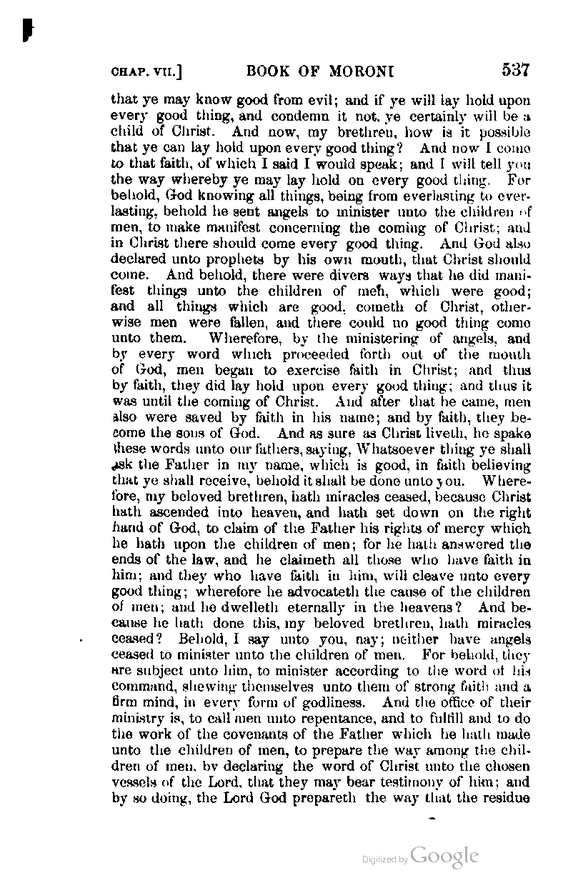 CHAP. VII.] BOOK OF MORONI 537
that ye may know good from evil; and if ye will lay hold upon
every good thing, and condemn it not, ye certainly will be a
child of Christ. And now, my brethren, how is it possible
that ye can lay hold upon every good thing? And now I come
to that faith, of which I said I would speak; and I will tell you
the way whereby ye may lay hold on every good thing. For
behold, God knowing all things, being from everlasting to ever-
lasting, behold he sent angels to minister unto the children of
men, to make manifest concerning the coming of Christ; and
in Christ there should come every good thing. And God also
declared unto prophets by his own mouth, that Christ should
come. And behold, there were divers ways that he did mani-
fest things unto the children of men, which were good;
and all things which are good, cometh of Christ, other-
wise men were fallen, and there could no good thing come
unto them. Wherefore, by the ministering of angels, and
by every word which proceeded forth out of the mouth
of God, men began to exercise faith in Christ; and thus
by faith, they did lay hold upon every good thing; and thus it
was until the coming of Christ. And after that he came, men
also were saved by faith in his name; and by faith, they be-
come the sons of God. And as sure as Christ liveth, he spake
these words unto our fathers, saying, Whatsoever thing ye shall
ask the Father in my name, which is good, in faith believing
that ye shall receive, behold it shall be done unto you. Where-
fore, my beloved brethren, hath miracles ceased, because Christ
hath ascended into heaven, and hath set down on the right
hand of God, to claim of the Father his rights of mercy which
he hath upon the children of men; for he hath answered the
ends of the law, and he claimeth all those who have faith in
him; and they who have faith in him, will cleave unto every
good thing; wherefore he advocateth the cause of the children
of men; and he dwelleth eternally in the heavens? And be-
cause he hath done this, my beloved brethren, hath miracles
ceased? Behold, I say unto you, nay; neither have angels
ceased to minister unto the children of men. For behold, they
are subject unto him, to minister according to the word of his
command, shewing themselves unto them of strong faith and a
firm mind, in every form of godliness. And the office of their
ministry is, to call men unto repentance, and to fulfill and to do
the work of the covenants of the Father which he hath made
unto the children of men, to prepare the way among the chil-
dren of men, by declaring the word of Christ unto the chosen
vessels of the Lord, that they may bear testimony of him; and
by so doing, the Lord God prepareth the way that the residue
Digitized by Google